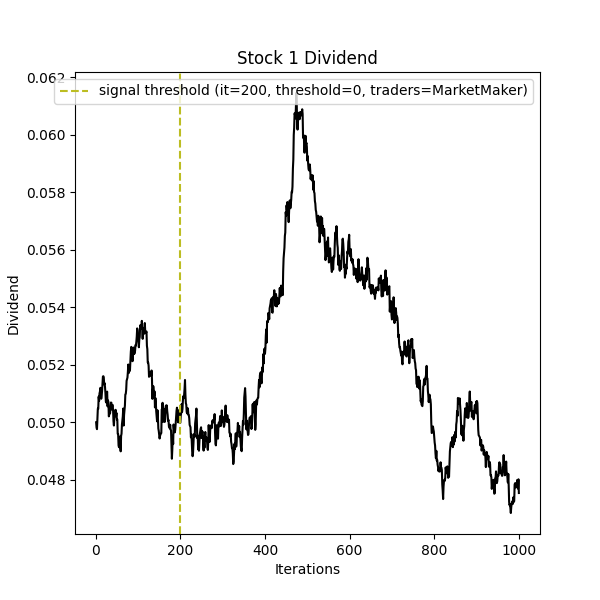 Stock 1 Dividend
signal threshold (it=200, threshold=0, traders=MarketMaker)
0.062
0.060
0.058
0.056
0.054
0.052
0.050
0.048
Dividend
0 200 400 600 800 1000
Iterations